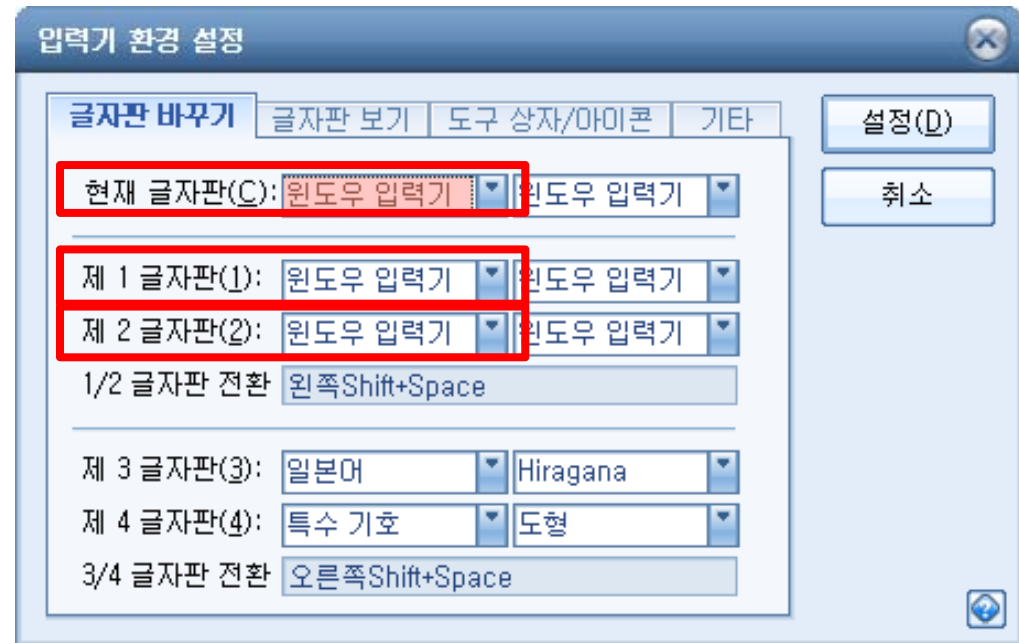 입력기 환경 설정
글자판 바꾸기 글자판 보기 도구 상자/아이콘 기타
설정(D)
취소
현재 글자판(C): 윈도우 입력기 윈도우 입력기
제 1 글자판(1): 윈도우 입력기 윈도우 입력기
제 2 글자판(2): 윈도우 입력기 윈도우 입력기
1/2 글자판 전환 왼쪽Shift+Space
제 3 글자판(3): 일본어 Hiragana
제 4 글자판(4): 특수 기호 도형
3/4 글자판 전환 오른쪽Shift+Space